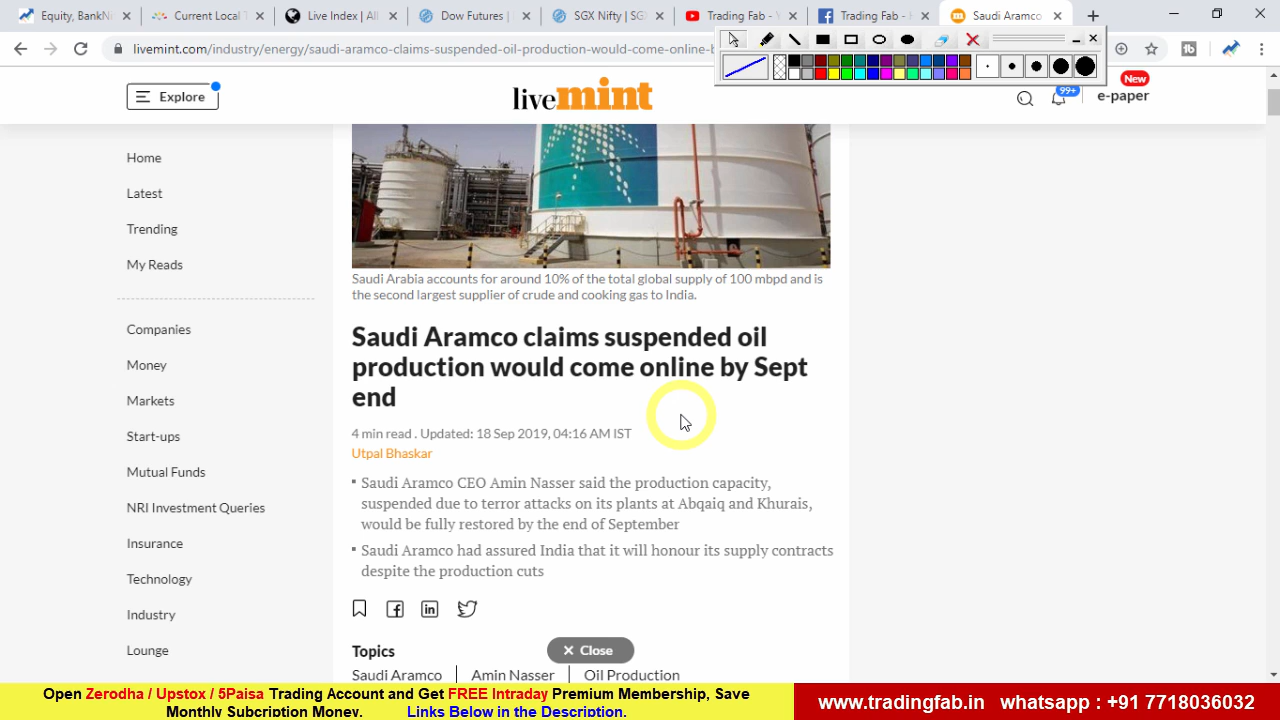 Equity, BankNi
Current Local T
Live Index | All
Dow Futures |
SGX Nifty | SG
Trading Fab - Y
Trading Fab -
Saudi Aramco
livemint.com/industry/energy/saudi-aramco-claims-suspended-oil-production-would-come-online-b
Explore
livemint
New
99+
e-paper
Home
Latest
Trending
My Reads
Companies
Money
Markets
Start-ups
Mutual Funds
NRI Investment Queries
Insurance
Technology
Industry
Lounge
Saudi Arabia accounts for around 10% of the total global supply of 100 mbpd and is
the second largest supplier of crude and cooking gas to India.
Saudi Aramco claims suspended oil
production would come online by Sept
end
4 min read . Updated: 18 Sep 2019, 04:16 AM IST
Utpal Bhaskar
Saudi Aramco CEO Amin Nasser said the production capacity,
suspended due to terror attacks on its plants at Abqaiq and Khurais,
would be fully restored by the end of September
Saudi Aramco had assured India that it will honour its supply contracts
despite the production cuts
Topics
Close
Saudi Aramco | Amin Nasser | Oil Production
Open Zerodha / Upstox / 5Paisa Trading Account and Get FREE Intraday Premium Membership, Save
Monthly Subcription Money. Links Below in the Description.
www.tradingfab.in whatsapp : +91 7718036032